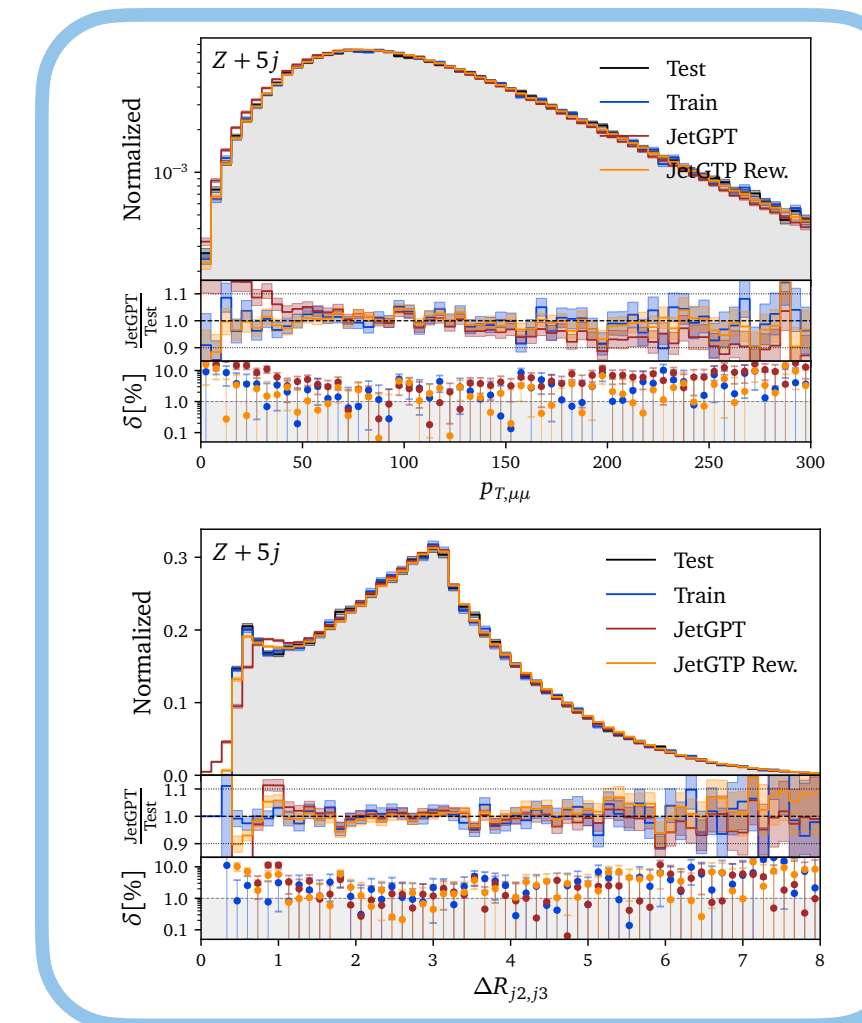 Z + 5j
Test
Train
JetGPT
JetGTP Rew.
Normalized
10⁻³
JetGPT
Test
1.1
1.0
0.9
δ[%]
10.0
1.0
0.1
0 50 100 150 200 250 300
p_{T,μμ}
Z + 5j
Test
Train
JetGPT
JetGTP Rew.
Normalized
0.3
0.2
0.1
0.0
JetGPT
Test
1.1
1.0
0.9
δ[%]
10.0
1.0
0.1
0 1 2 3 4 5 6 7 8
ΔR_{j2,j3}